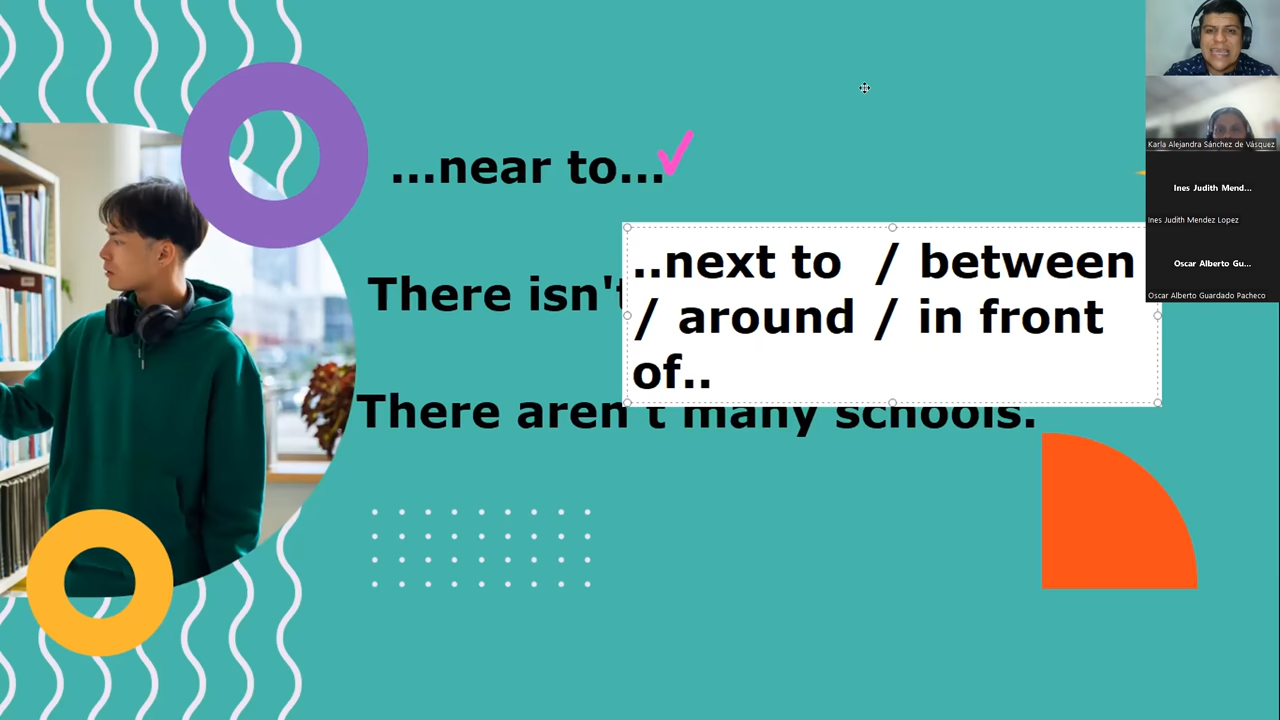 ...near to...
There isn't
..next to / between
/ around / in front
of..
There aren't many schools.
Karla Alejandra Sánchez de Vásquez
Ines Judith Mend...
Ines Judith Mendez Lopez
Oscar Alberto Gu...
Oscar Alberto Guardado Pacheco